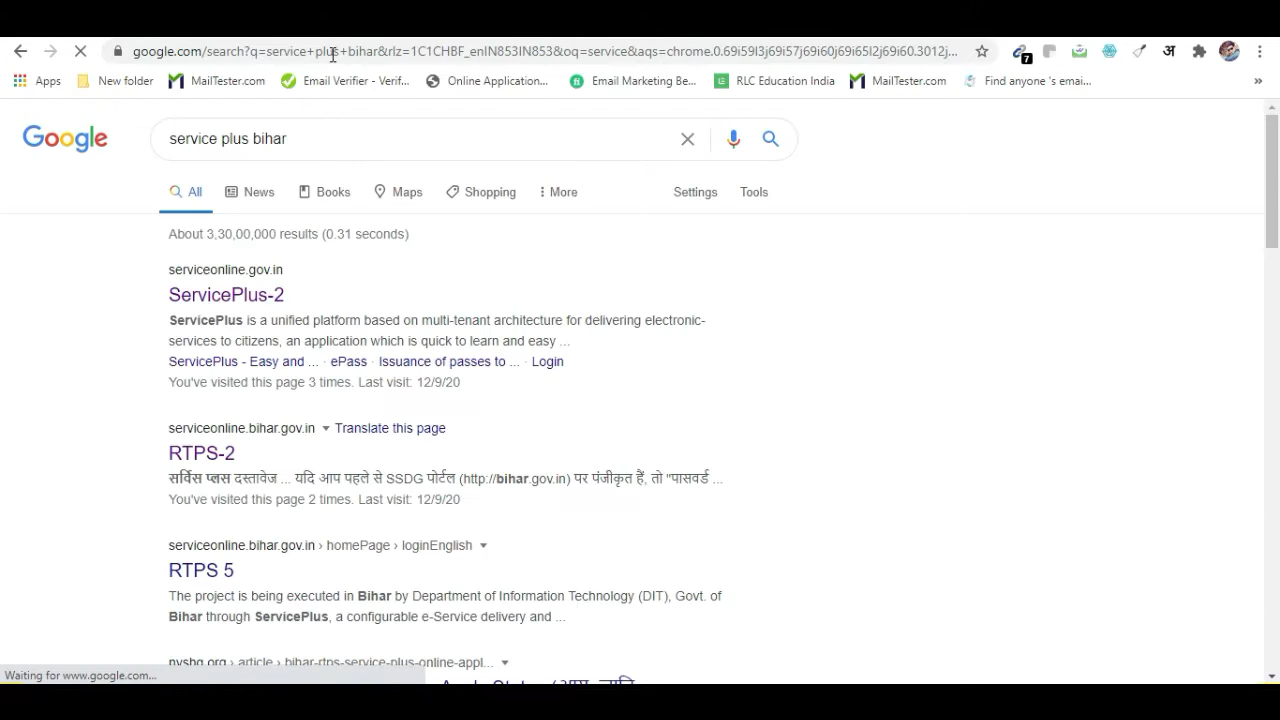 google.com/search?q=service+plus+bihar&rlz=1C1CHBF_enIN853IN853&oq=service&aqs=chrome.0.69i59l3j69i57j69i60j69i65l2j69i60.3012j...
7
अ
Apps New folder MailTester.com Email Verifier - Verif... Online Application... Email Marketing Be... RLC Education India MailTester.com Find anyone 's emai... »
Google
service plus bihar
All News Books Maps Shopping More Settings Tools
About 3,30,00,000 results (0.31 seconds)
serviceonline.gov.in
ServicePlus-2
ServicePlus is a unified platform based on multi-tenant architecture for delivering electronic-
services to citizens, an application which is quick to learn and easy ...
ServicePlus - Easy and ... · ePass · Issuance of passes to ... · Login
You've visited this page 3 times. Last visit: 12/9/20
serviceonline.bihar.gov.in Translate this page
RTPS-2
सर्विस प्लस दस्तावेज ... यदि आप पहले से SSDG पोर्टल (http://bihar.gov.in) पर पंजीकृत हैं, तो "पासवर्ड ...
You've visited this page 2 times. Last visit: 12/9/20
serviceonline.bihar.gov.in › homePage › loginEnglish
RTPS 5
The project is being executed in Bihar by Department of Information Technology (DIT), Govt. of
Bihar through ServicePlus, a configurable e-Service delivery and ...
nvshq.org › article › bihar-rtps-service-plus-online-appl...
Waiting for www.google.com...